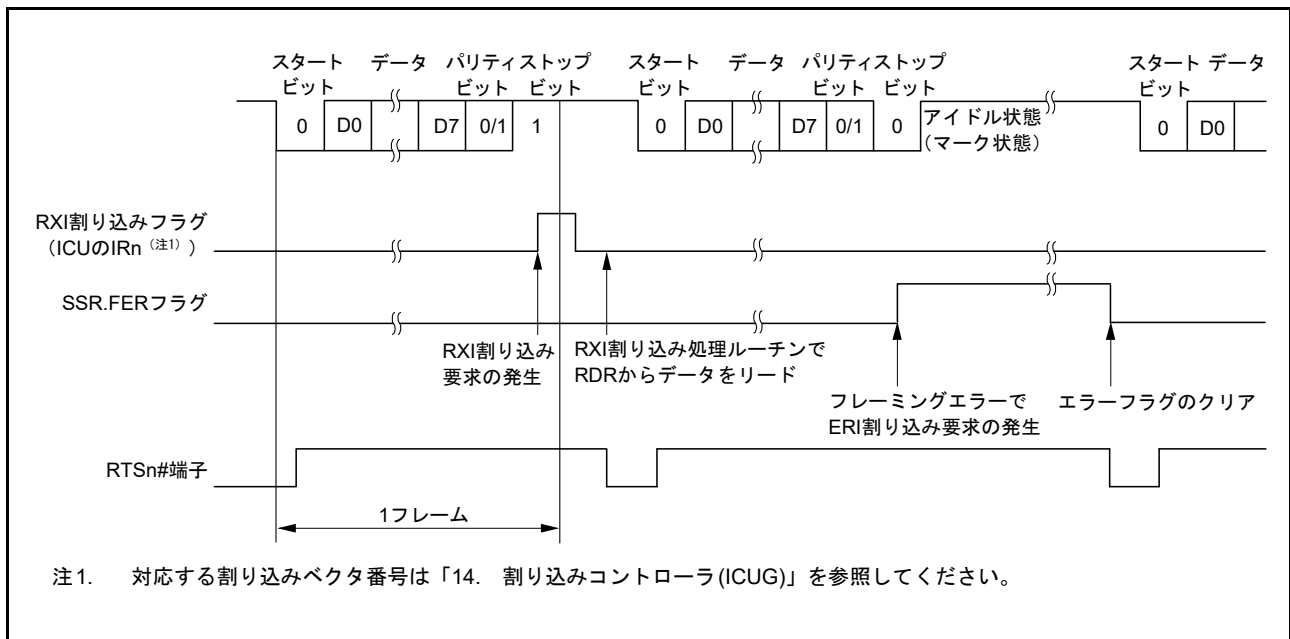 スタート データ パリティストップ スタート データ パリティストップ スタート データ
ビット ビット ビット ビット ビット ビット ビット
0 D0 D7 0/1 1 0 D0 D7 0/1 0 アイドル状態 0 D0
（マーク状態）
RXI割り込みフラグ
（ICUのIRn（注1））
SSR.FERフラグ
RXI割り込み
要求の発生
RXI割り込み処理ルーチンで
RDRからデータをリード
フレーミングエラーで
ERI割り込み要求の発生
エラーフラグのクリア
RTSn#端子
1フレーム
注1. 対応する割り込みベクタ番号は「14. 割り込みコントローラ(ICUG)」を参照してください。